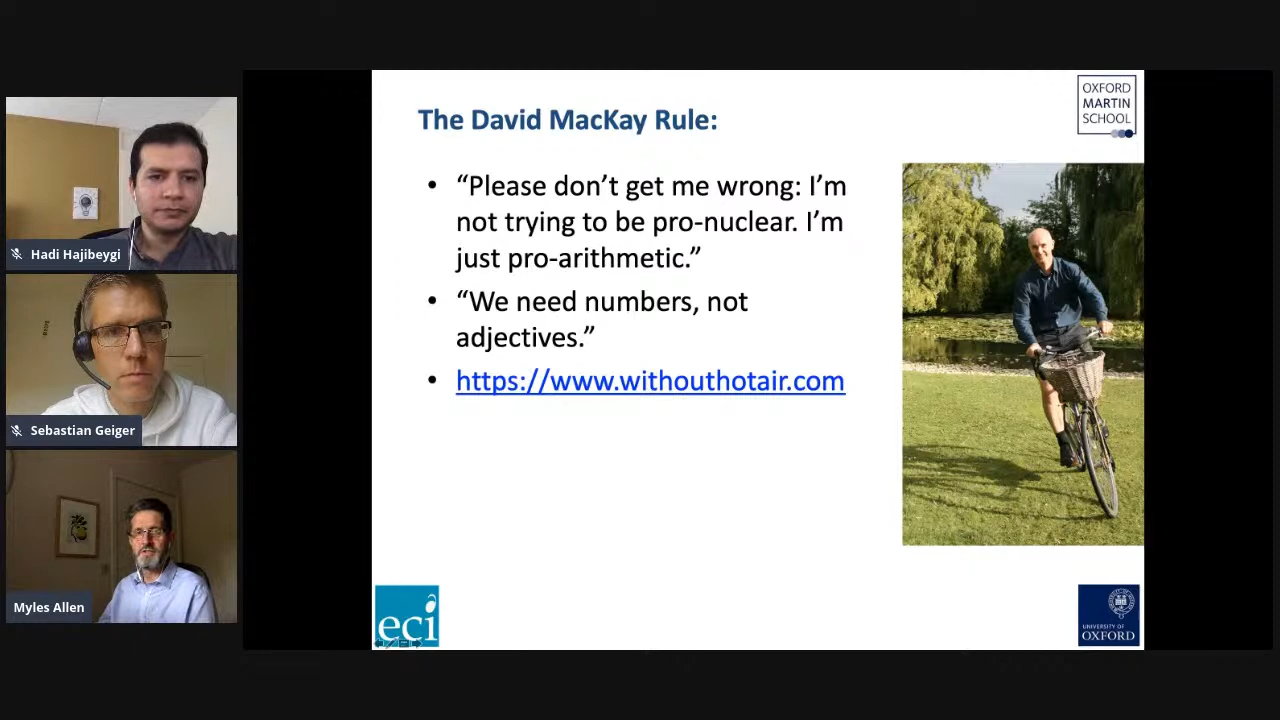 The David MacKay Rule:
OXFORD
MARTIN
SCHOOL
• “Please don’t get me wrong: I’m
not trying to be pro-nuclear. I’m
just pro-arithmetic.”
• “We need numbers, not
adjectives.”
• https://www.withouthotair.com
Hadi Hajibeygi
Sebastian Geiger
Myles Allen
eci
UNIVERSITY OF
OXFORD